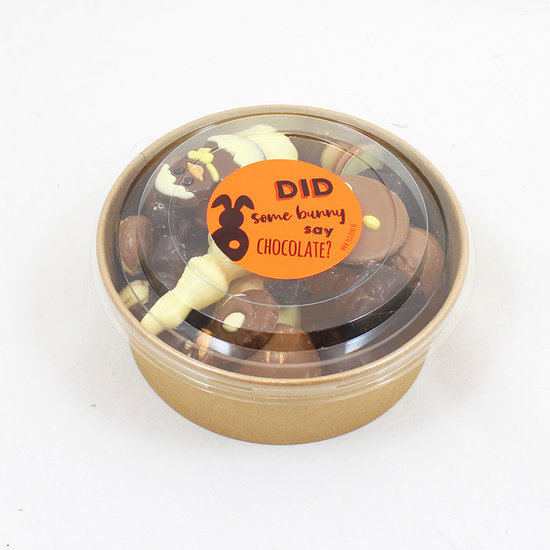 DID
some bunny
say
CHOCOLATE?